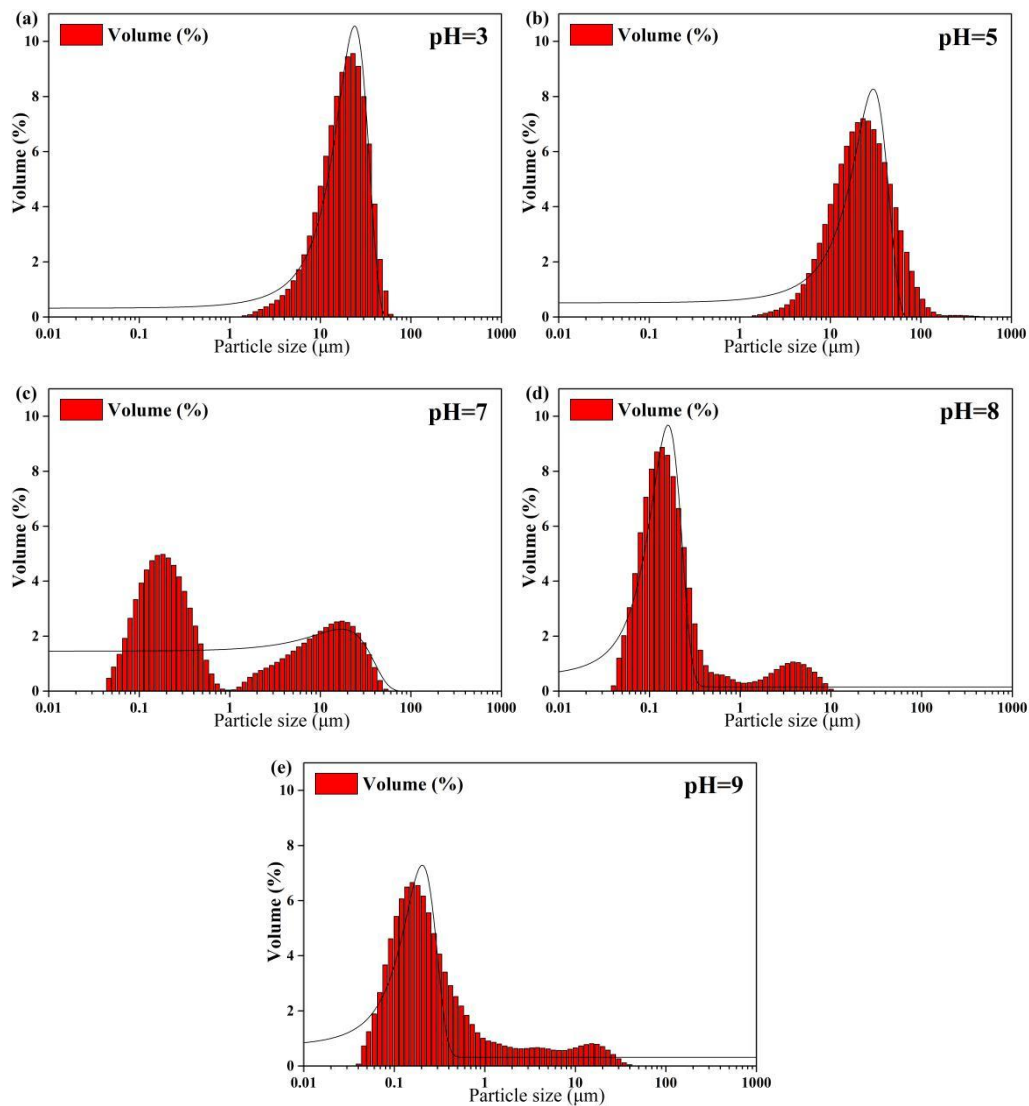 (a)
Volume (%)
pH=3
Volume (%)
10
8
6
4
2
0
0.01 0.1 1 10 100 1000
Particle size (μm)
(b)
Volume (%)
pH=5
Volume (%)
10
8
6
4
2
0
0.01 0.1 1 10 100 1000
Particle size (μm)
(c)
Volume (%)
pH=7
Volume (%)
10
8
6
4
2
0
0.01 0.1 1 10 100 1000
Particle size (μm)
(d)
Volume (%)
pH=8
Volume (%)
10
8
6
4
2
0
0.01 0.1 1 10 100 1000
Particle size (μm)
(e)
Volume (%)
pH=9
Volume (%)
10
8
6
4
2
0
0.01 0.1 1 10 100 1000
Particle size (μm)